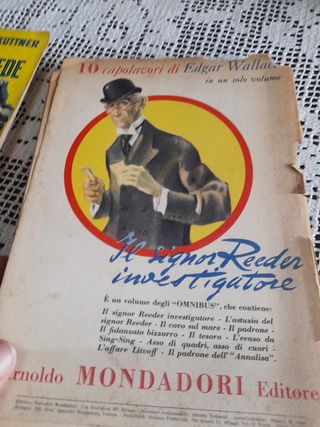 KUTTNER
EDE
10 capolavori di Edgar Walla
in un solo volume
Il signor Reeder
investigatore
È un volume degli "OMNIBUS", che contiene:
Il signor Reeder investigatore - L'astuzia del
signor Reeder - Il covo sul mare - Il padrone -
Il fidanzato bizzarro - Il tesoro - L'evaso da
Sing-Sing - Asso di quadri, asso di cuori -
L'affare Litvoff - Il padrone dell' "Annalisa".
rnoldo MONDADORI Editore